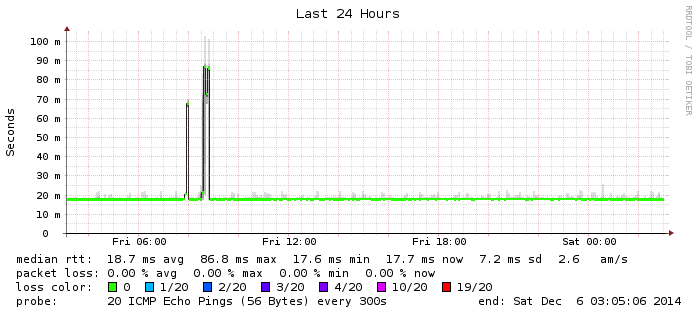 Last 24 Hours
RRDTOOL / TOBI OETIKER
Seconds
100 m
90 m
80 m
70 m
60 m
50 m
40 m
30 m
20 m
10 m
0
Fri 06:00 Fri 12:00 Fri 18:00 Sat 00:00
median rtt: 18.7 ms avg 86.8 ms max 17.6 ms min 17.7 ms now 7.2 ms sd 2.6 am/s
packet loss: 0.00 % avg 0.00 % max 0.00 % min 0.00 % now
loss color: 0 1/20 2/20 3/20 4/20 10/20 19/20
probe: 20 ICMP Echo Pings (56 Bytes) every 300s end: Sat Dec 6 03:05:06 2014